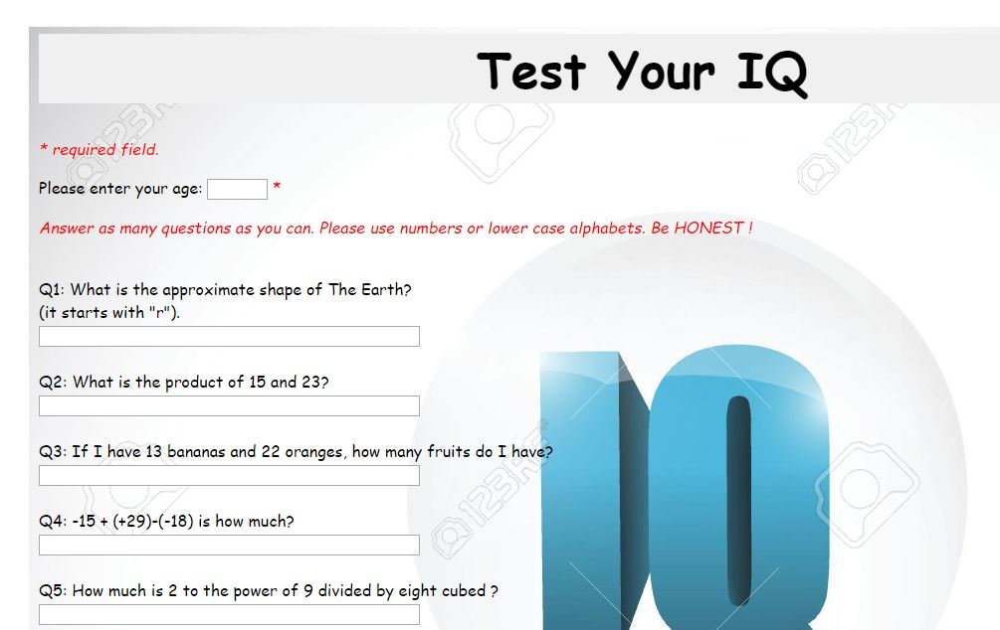 Test Your IQ
* required field.
Please enter your age: *
Answer as many questions as you can. Please use numbers or lower case alphabets. Be HONEST !
Q1: What is the approximate shape of The Earth?
(it starts with "r").
Q2: What is the product of 15 and 23?
Q3: If I have 13 bananas and 22 oranges, how many fruits do I have?
Q4: -15 + (+29)-(-18) is how much?
Q5: How much is 2 to the power of 9 divided by eight cubed ?
IQ
123RF
123RF
123RF